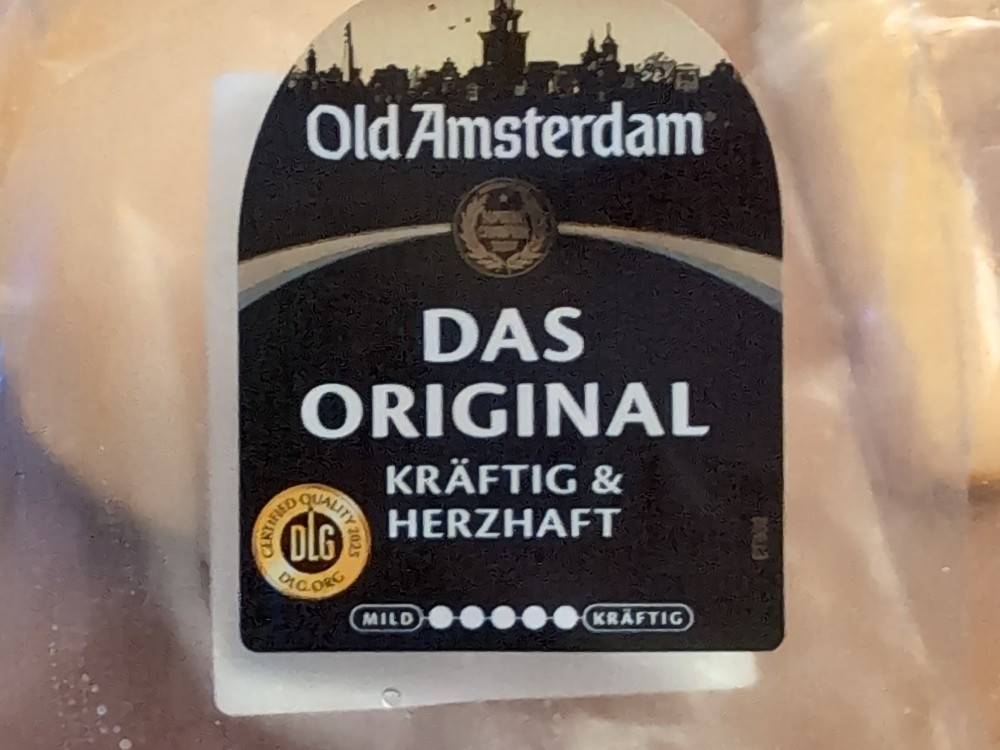 Old Amsterdam
DAS
ORIGINAL
KRÄFTIG &
HERZHAFT
CERTIFIED QUALITY 2025
DLG
DLG.ORG
MILD KRÄFTIG